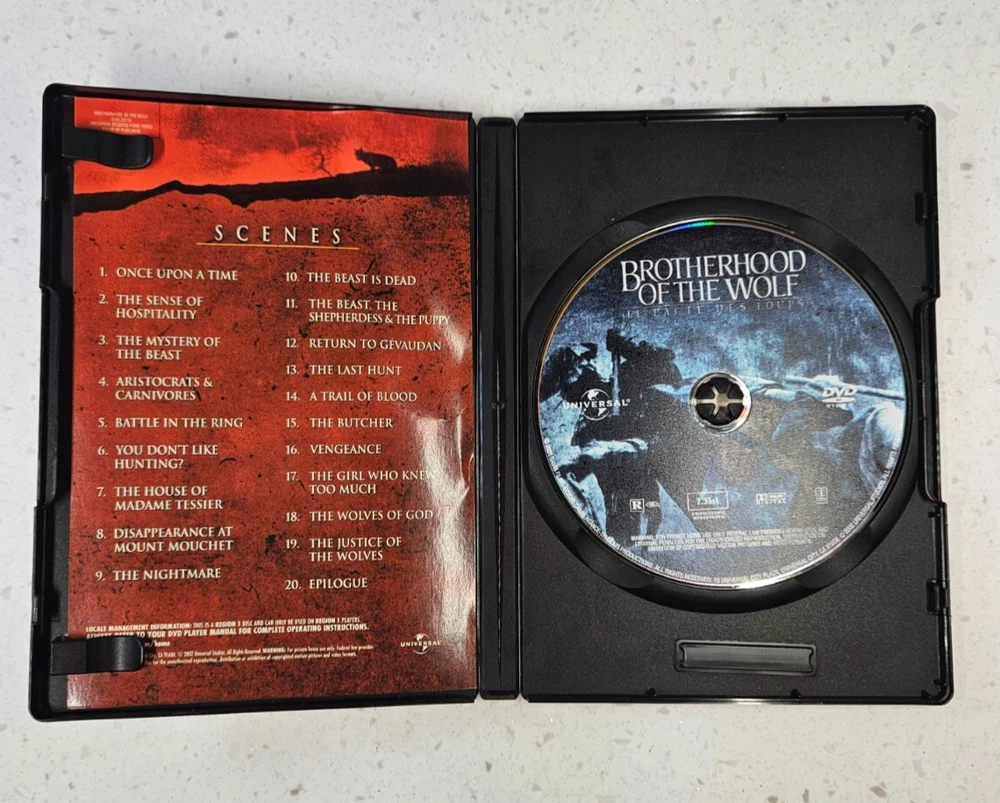 SCENES
1. ONCE UPON A TIME
2. THE SENSE OF
HOSPITALITY
3. THE MYSTERY OF
THE BEAST
4. ARISTOCRATS &
CARNIVORES
5. BATTLE IN THE RING
6. YOU DON'T LIKE
HUNTING?
7. THE HOUSE OF
MADAME TESSIER
8. DISAPPEARANCE AT
MOUNT MOUCHET
9. THE NIGHTMARE
10. THE BEAST IS DEAD
11. THE BEAST, THE
SHEPHERDESS & THE PUPPY
12. RETURN TO GÉVAUDAN
13. THE LAST HUNT
14. A TRAIL OF BLOOD
15. THE BUTCHER
16. VENGEANCE
17. THE GIRL WHO KNEW
TOO MUCH
18. THE WOLVES OF GOD
19. THE JUSTICE OF
THE WOLVES
20. EPILOGUE
LOCALE MANAGEMENT INFORMATION: THIS IS A REGION 1 DISC AND CAN ONLY BE USED ON REGION 1 PLAYERS.
ALWAYS REFER TO YOUR DVD PLAYER MANUAL FOR COMPLETE OPERATING INSTRUCTIONS.
UNIVERSAL
BROTHERHOOD
OF THE WOLF
(LE PACTE DES LOUPS)
UNIVERSAL
DVD
VIDEO
R